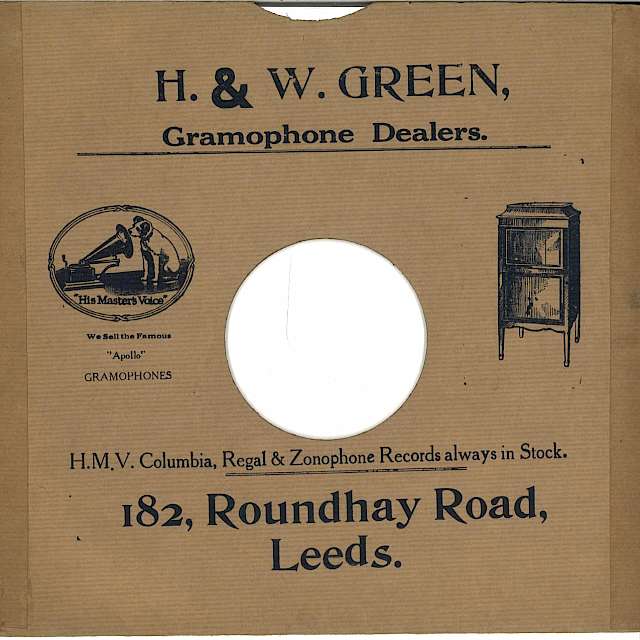 H. & W. GREEN,
Gramophone Dealers.
"His Master's Voice"
We Sell the Famous
"Apollo"
GRAMOPHONES
H.M.V. Columbia, Regal & Zonophone Records always in Stock.
182, Roundhay Road,
Leeds.